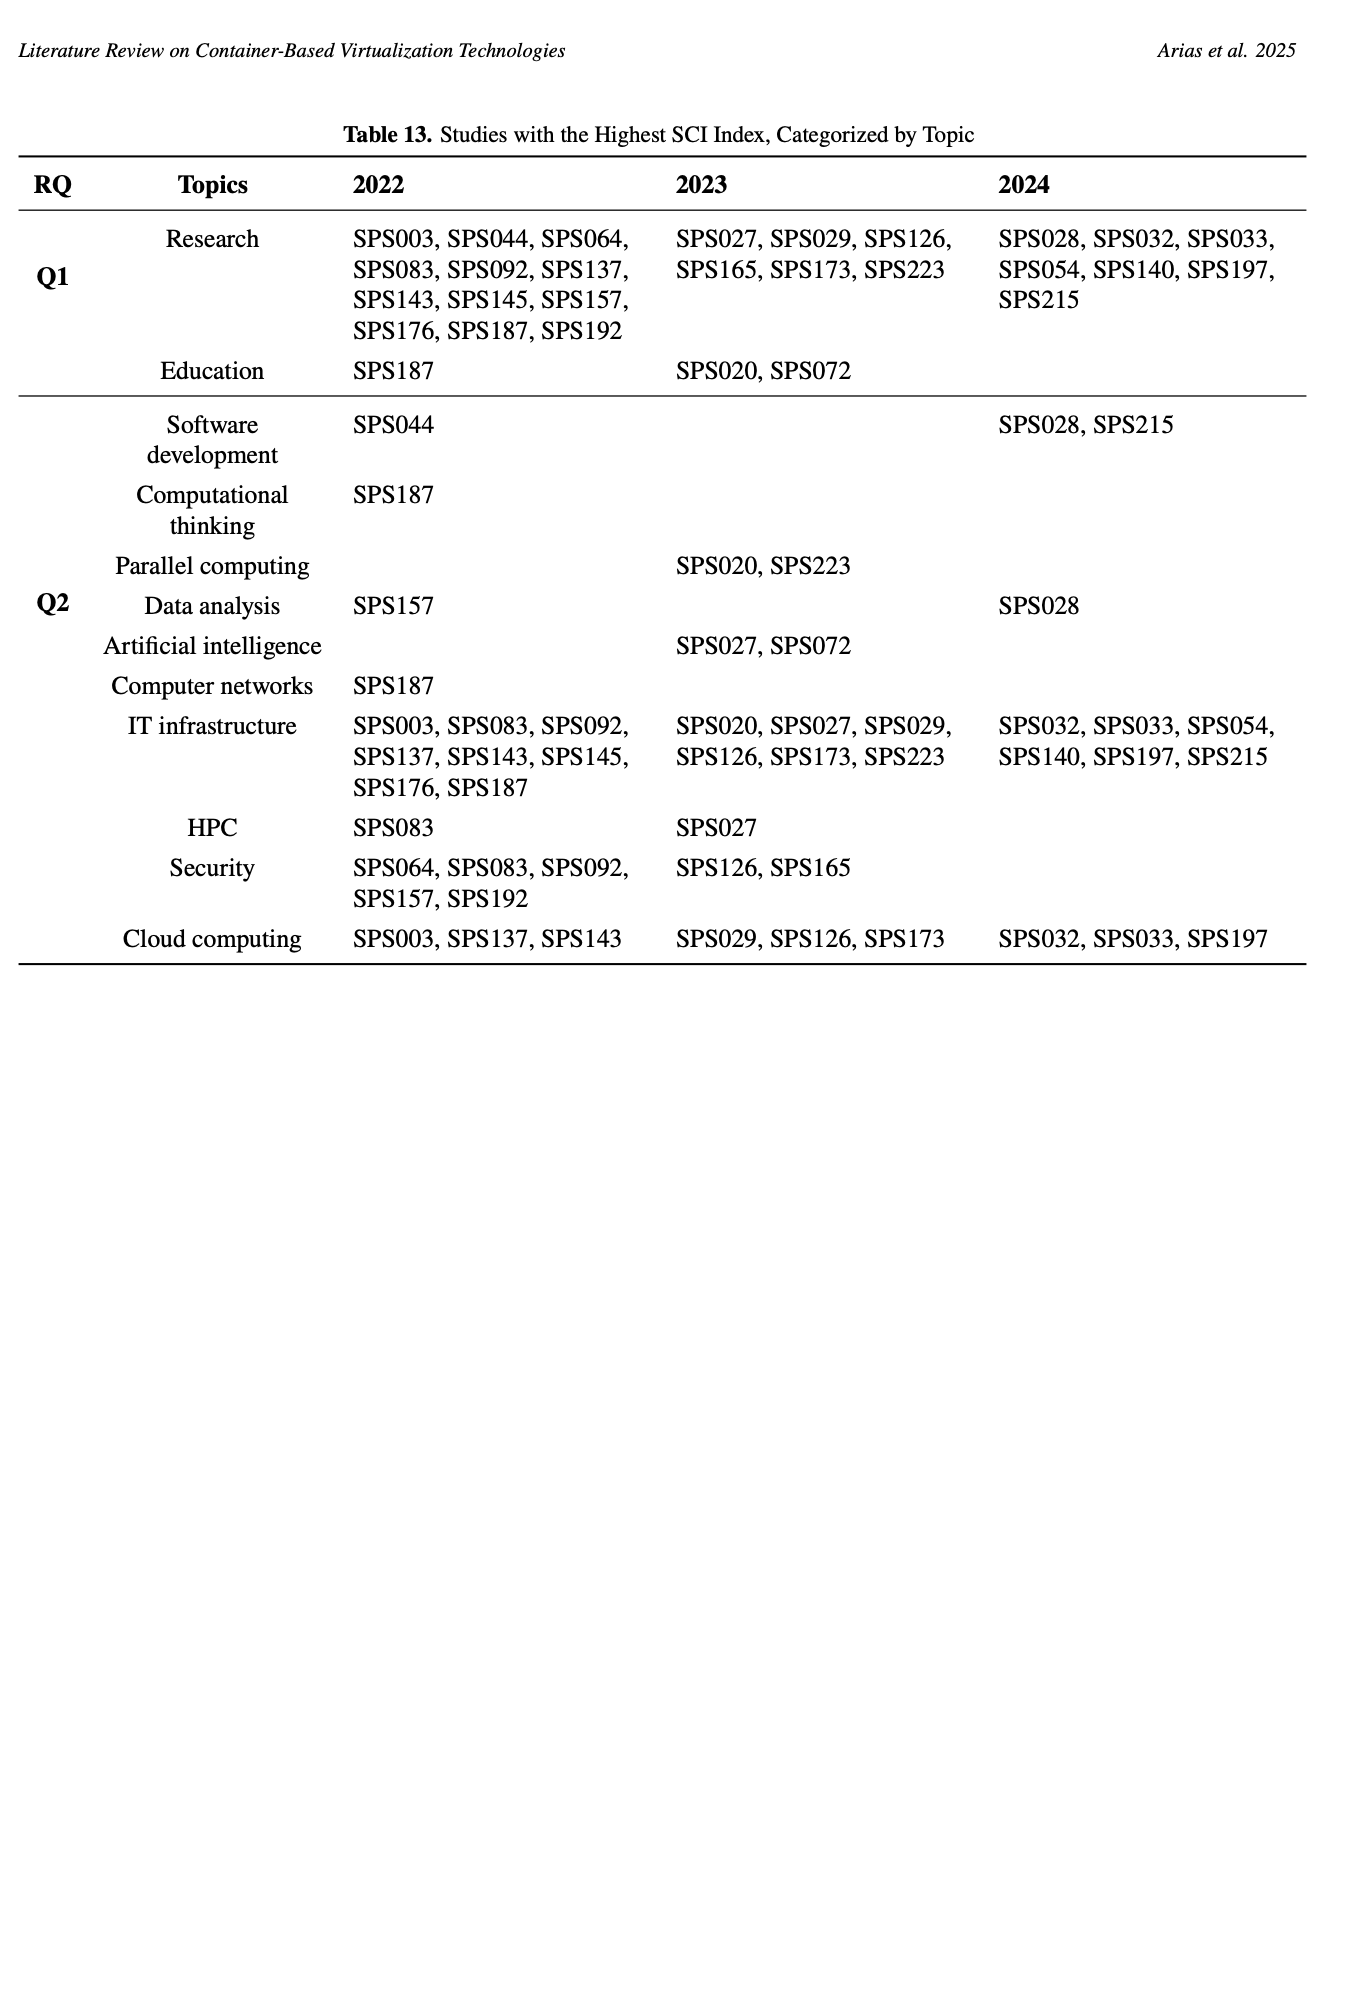 Literature Review on Container-Based Virtualization Technologies Arias et al. 2025
Table 13. Studies with the Highest SCI Index, Categorized by Topic
RQ Topics 2022 2023 2024
Research SPS003, SPS044, SPS064, SPS027, SPS029, SPS126, SPS028, SPS032, SPS033,
Q1 SPS083, SPS092, SPS137, SPS165, SPS173, SPS223 SPS054, SPS140, SPS197,
SPS143, SPS145, SPS157, SPS215
SPS176, SPS187, SPS192
Education SPS187 SPS020, SPS072
Software SPS044 SPS028, SPS215
development
Computational SPS187
thinking
Parallel computing SPS020, SPS223
Q2 Data analysis SPS157 SPS028
Artificial intelligence SPS027, SPS072
Computer networks SPS187
IT infrastructure SPS003, SPS083, SPS092, SPS020, SPS027, SPS029, SPS032, SPS033, SPS054,
SPS137, SPS143, SPS145, SPS126, SPS173, SPS223 SPS140, SPS197, SPS215
SPS176, SPS187
HPC SPS083 SPS027
Security SPS064, SPS083, SPS092, SPS126, SPS165
SPS157, SPS192
Cloud computing SPS003, SPS137, SPS143 SPS029, SPS126, SPS173 SPS032, SPS033, SPS197